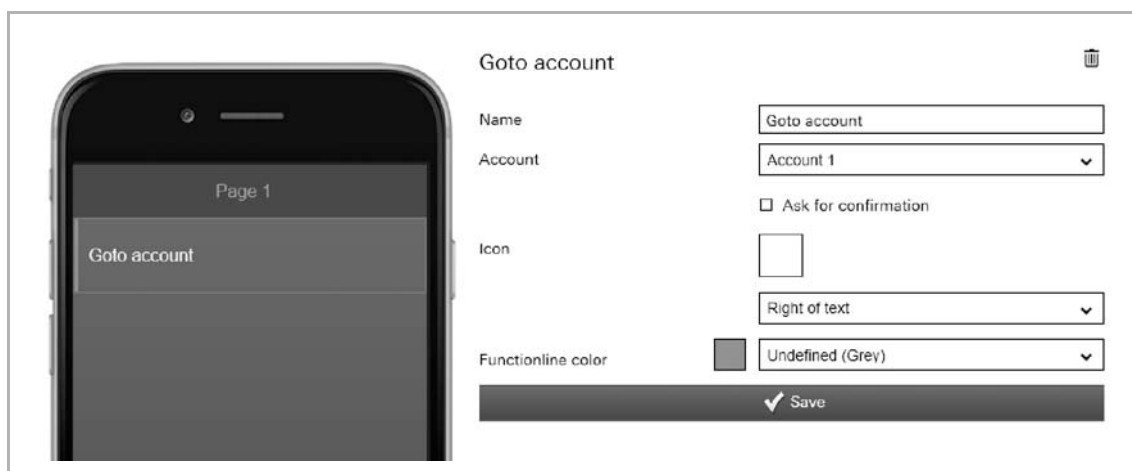 Page 1
Goto account
Goto account
Name
Goto account
Account
Account 1
Ask for confirmation
Icon
Right of text
Functionline color
Undefined (Grey)
Save